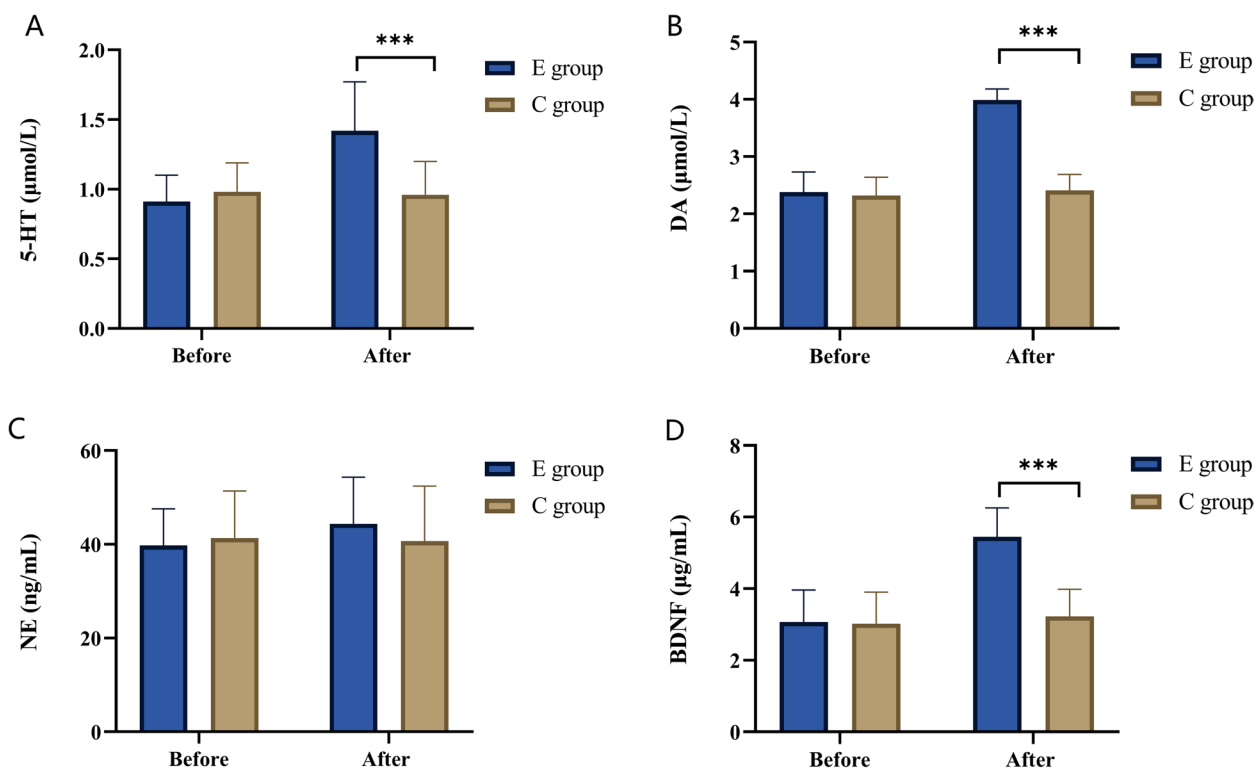 A
***
2.0
1.5
1.0
0.5
0.0
5-HT (μmol/L)
Before
After
E group
C group
B
***
5
4
3
2
1
0
DA (μmol/L)
Before
After
E group
C group
C
60
40
20
0
NE (ng/mL)
Before
After
E group
C group
D
***
8
6
4
2
0
BDNF (μg/mL)
Before
After
E group
C group